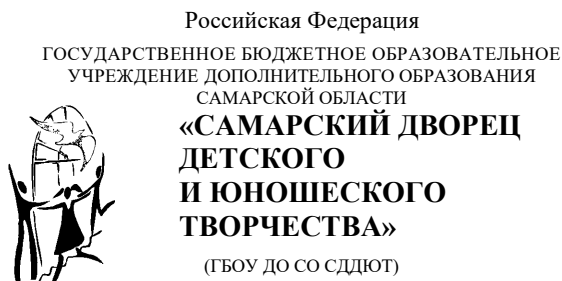 Российская Федерация
ГОСУДАРСТВЕННОЕ БЮДЖЕТНОЕ ОБРАЗОВАТЕЛЬНОЕ
УЧРЕЖДЕНИЕ ДОПОЛНИТЕЛЬНОГО ОБРАЗОВАНИЯ
САМАРСКОЙ ОБЛАСТИ
«САМАРСКИЙ ДВОРЕЦ
ДЕТСКОГО
И ЮНОШЕСКОГО
ТВОРЧЕСТВА»
(ГБОУ ДО СО СДДЮТ)